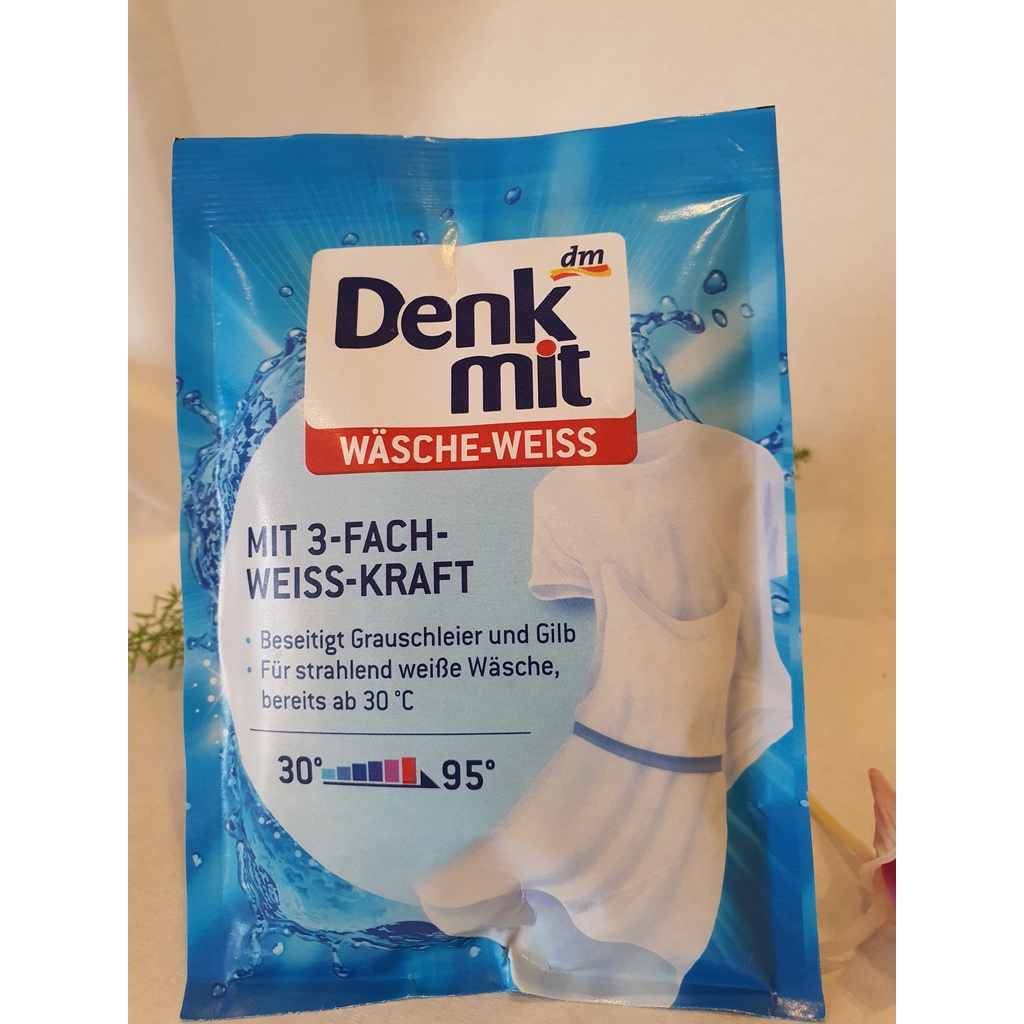 dm
Denk
mit
WÄSCHE-WEISS
MIT 3-FACH-
WEISS-KRAFT
• Beseitigt Grauschleier und Gilb
• Für strahlend weiße Wäsche,
bereits ab 30 °C
30° 95°